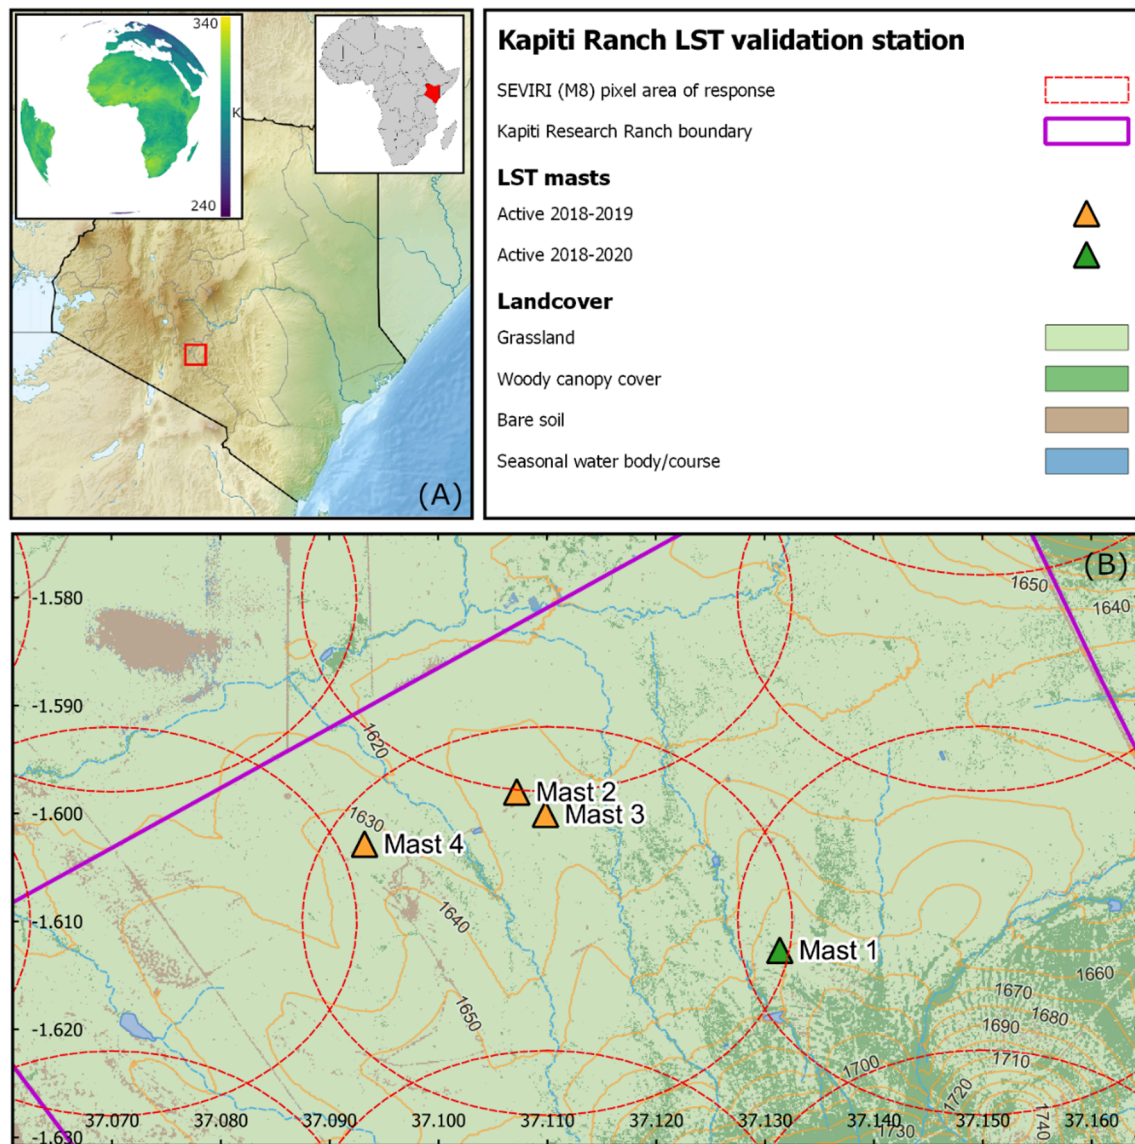 340
K
240
(A)
Kapiti Ranch LST validation station
SEVIRI (M8) pixel area of response
Kapiti Research Ranch boundary
LST masts
Active 2018-2019
Active 2018-2020
Landcover
Grassland
Woody canopy cover
Bare soil
Seasonal water body/course
(B)
1650
1640
-1.580
-1.590
1620
-1.600
Mast 2
Mast 3
1630
Mast 4
-1.610
1640
Mast 1
1660
1670
1680
1650
-1.620
1690
1710
1700
1720
1740
1730
-1.630
37.070
37.080
37.090
37.100
37.110
37.120
37.130
37.140
37.150
37.160